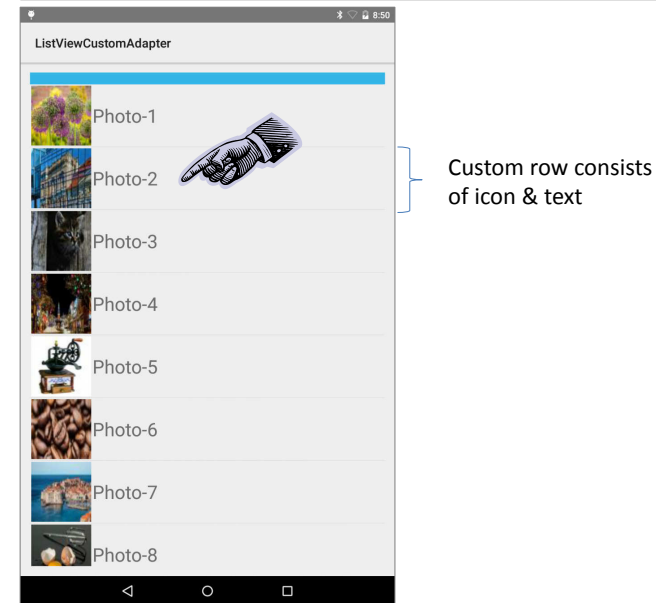 8:50
ListViewCustomAdapter
Photo-1
Photo-2
Custom row consists
of icon & text
Photo-3
Photo-4
Photo-5
Photo-6
Photo-7
Photo-8